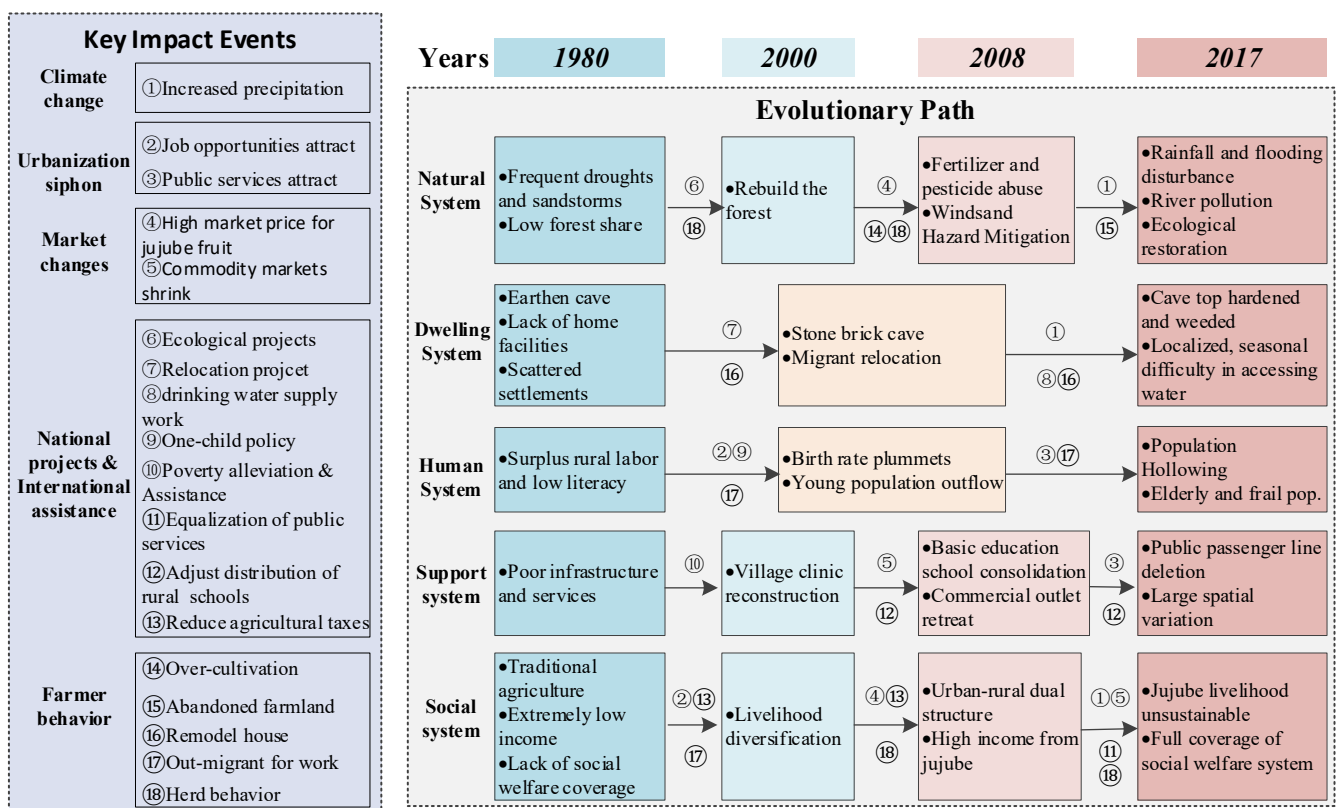 Key Impact Events
Climate
change
①Increased precipitation
Urbanization
siphon
②Job opportunities attract
③Public services attract
Market
changes
④High market price for
jujube fruit
⑤Commodity markets
shrink
National
projects &
International
assistance
⑥Ecological projects
⑦Relocation projcet
⑧drinking water supply
work
⑨One-child policy
⑩Poverty alleviation &
Assistance
⑪Equalization of public
services
⑫Adjust distribution of
rural schools
⑬Reduce agricultural taxes
Farmer
behavior
⑭Over-cultivation
⑮Abandoned farmland
⑯Remodel house
⑰Out-migrant for work
⑱Herd behavior
Years
1980
2000
2008
2017
Evolutionary Path
Natural
System
●Frequent droughts
and sandstorms
●Low forest share
⑥
⑱
●Rebuild the
forest
④
⑭⑱
●Fertilizer and
pesticide abuse
●Windsand
Hazard Mitigation
①
⑮
●Rainfall and flooding
disturbance
●River pollution
●Ecological
restoration
Dwelling
System
●Earthen cave
●Lack of home
facilities
●Scattered
settlements
⑦
⑯
●Stone brick cave
●Migrant relocation
①
⑧⑯
●Cave top hardened
and weeded
●Localized, seasonal
difficulty in accessing
water
Human
System
●Surplus rural labor
and low literacy
②⑨
⑰
●Birth rate plummets
●Young population outflow
③⑰
●Population
Hollowing
●Elderly and frail pop.
Support
system
●Poor infrastructure
and services
⑩
●Village clinic
reconstruction
⑤
⑫
●Basic education
school consolidation
●Commercial outlet
retreat
③
⑫
●Public passenger line
deletion
●Large spatial
variation
Social
system
●Traditional
agriculture
●Extremely low
income
●Lack of social
welfare coverage
②⑬
⑰
●Livelihood
diversification
④⑬
⑱
●Urban-rural dual
structure
●High income from
jujube
①⑤
⑪
⑱
●Jujube livelihood
unsustainable
●Full coverage of
social welfare system